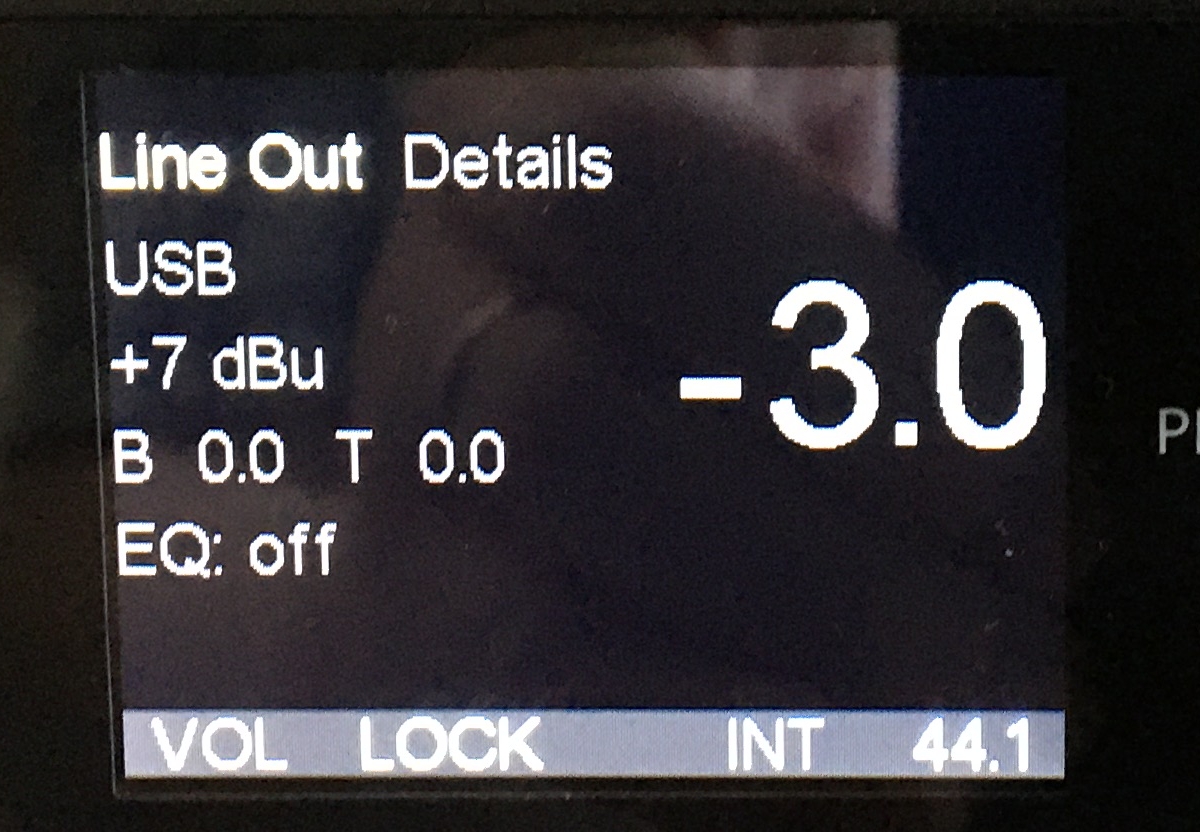 Line Out Details
USB
+7 dBu
-3.0
B 0.0 T 0.0
EQ: off
VOL LOCK INT 44.1